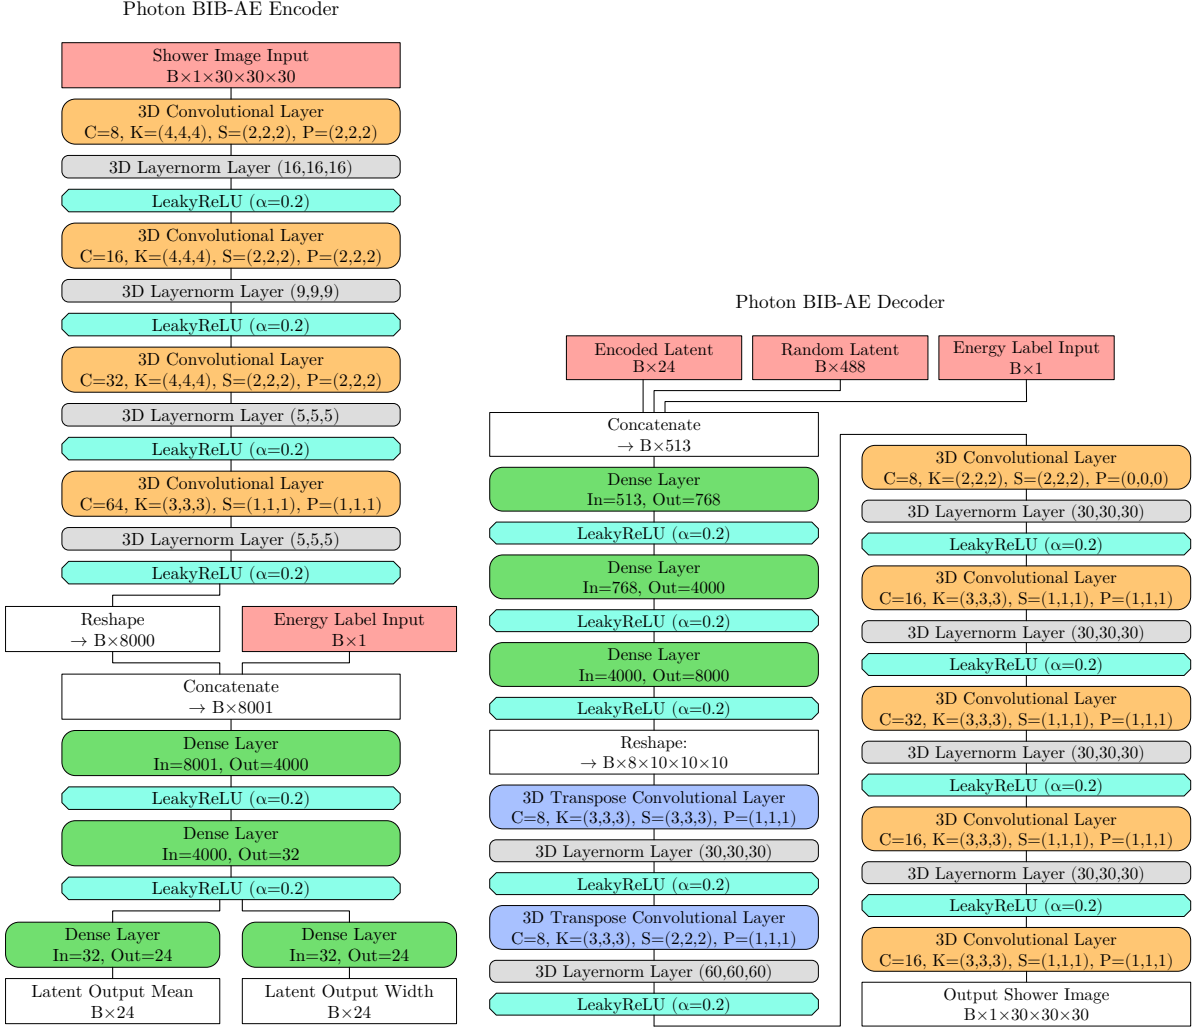 Photon BIB-AE Encoder
Shower Image Input
B×1×30×30×30
3D Convolutional Layer
C=8, K=(4,4,4), S=(2,2,2), P=(2,2,2)
3D Layernorm Layer (16,16,16)
LeakyReLU (α=0.2)
3D Convolutional Layer
C=16, K=(4,4,4), S=(2,2,2), P=(2,2,2)
3D Layernorm Layer (9,9,9)
LeakyReLU (α=0.2)
3D Convolutional Layer
C=32, K=(4,4,4), S=(2,2,2), P=(2,2,2)
3D Layernorm Layer (5,5,5)
LeakyReLU (α=0.2)
3D Convolutional Layer
C=64, K=(3,3,3), S=(1,1,1), P=(1,1,1)
3D Layernorm Layer (5,5,5)
LeakyReLU (α=0.2)
Reshape
→ B×8000
Energy Label Input
B×1
Concatenate
→ B×8001
Dense Layer
In=8001, Out=4000
LeakyReLU (α=0.2)
Dense Layer
In=4000, Out=32
LeakyReLU (α=0.2)
Dense Layer
In=32, Out=24
Dense Layer
In=32, Out=24
Latent Output Mean
B×24
Latent Output Width
B×24
Photon BIB-AE Decoder
Encoded Latent
B×24
Random Latent
B×488
Energy Label Input
B×1
Concatenate
→ B×513
Dense Layer
In=513, Out=768
LeakyReLU (α=0.2)
Dense Layer
In=768, Out=4000
LeakyReLU (α=0.2)
Dense Layer
In=4000, Out=8000
LeakyReLU (α=0.2)
Reshape:
→ B×8×10×10×10
3D Transpose Convolutional Layer
C=8, K=(3,3,3), S=(3,3,3), P=(1,1,1)
3D Layernorm Layer (30,30,30)
LeakyReLU (α=0.2)
3D Transpose Convolutional Layer
C=8, K=(3,3,3), S=(2,2,2), P=(1,1,1)
3D Layernorm Layer (60,60,60)
LeakyReLU (α=0.2)
3D Convolutional Layer
C=8, K=(2,2,2), S=(2,2,2), P=(0,0,0)
3D Layernorm Layer (30,30,30)
LeakyReLU (α=0.2)
3D Convolutional Layer
C=16, K=(3,3,3), S=(1,1,1), P=(1,1,1)
3D Layernorm Layer (30,30,30)
LeakyReLU (α=0.2)
3D Convolutional Layer
C=32, K=(3,3,3), S=(1,1,1), P=(1,1,1)
3D Layernorm Layer (30,30,30)
LeakyReLU (α=0.2)
3D Convolutional Layer
C=16, K=(3,3,3), S=(1,1,1), P=(1,1,1)
3D Layernorm Layer (30,30,30)
LeakyReLU (α=0.2)
3D Convolutional Layer
C=16, K=(3,3,3), S=(1,1,1), P=(1,1,1)
Output Shower Image
B×1×30×30×30